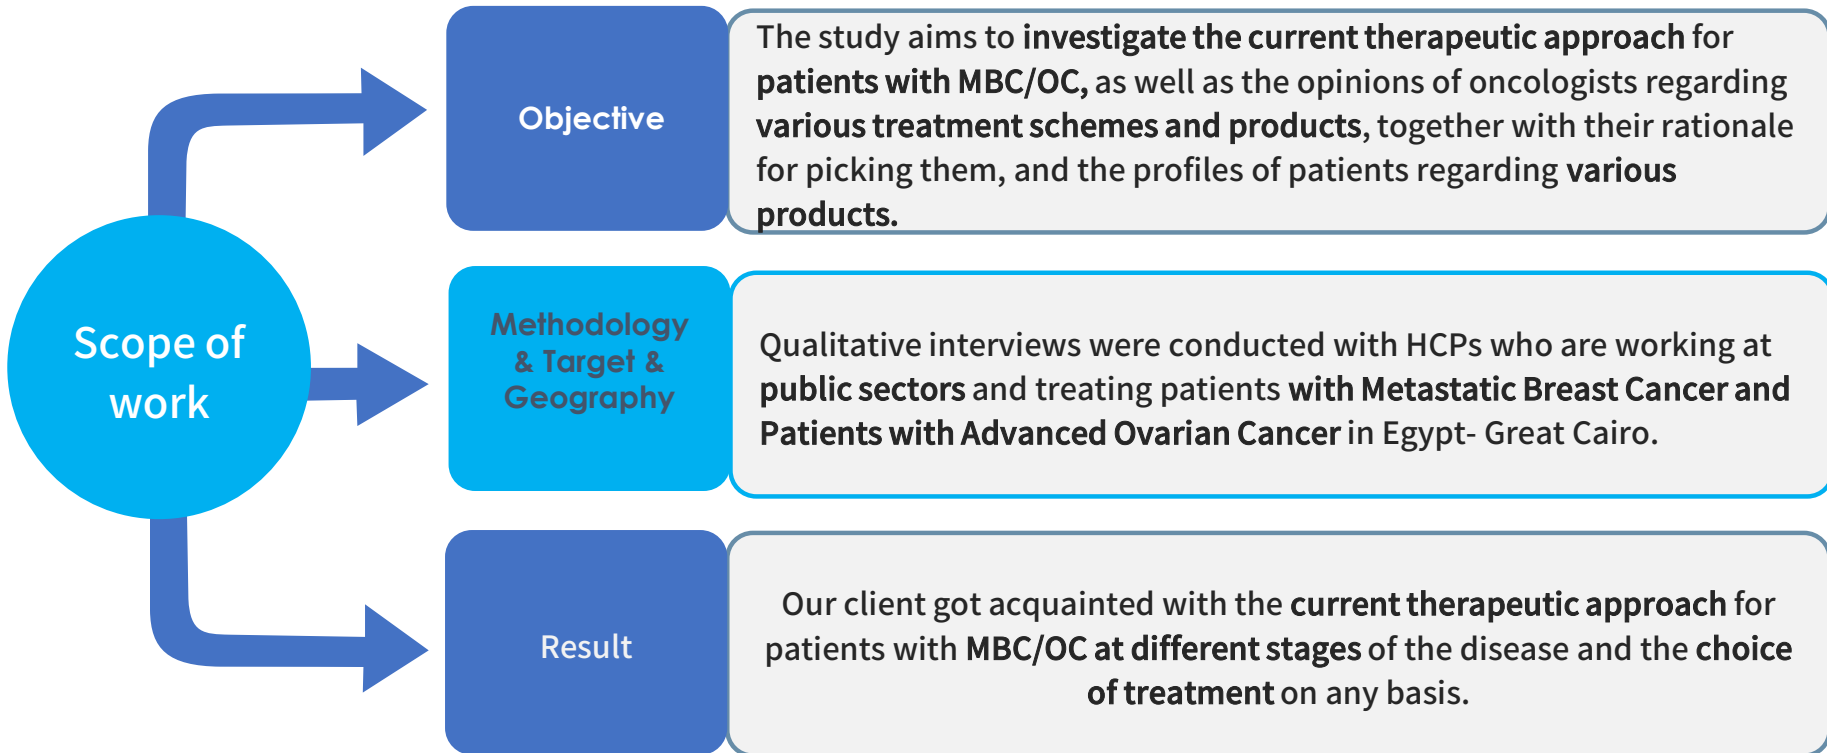 Scope of
work
Objective
The study aims to investigate the current therapeutic approach for
patients with MBC/OC, as well as the opinions of oncologists regarding
various treatment schemes and products, together with their rationale
for picking them, and the profiles of patients regarding various
products.
Methodology
& Target &
Geography
Qualitative interviews were conducted with HCPs who are working at
public sectors and treating patients with Metastatic Breast Cancer and
Patients with Advanced Ovarian Cancer in Egypt- Great Cairo.
Result
Our client got acquainted with the current therapeutic approach for
patients with MBC/OC at different stages of the disease and the choice
of treatment on any basis.